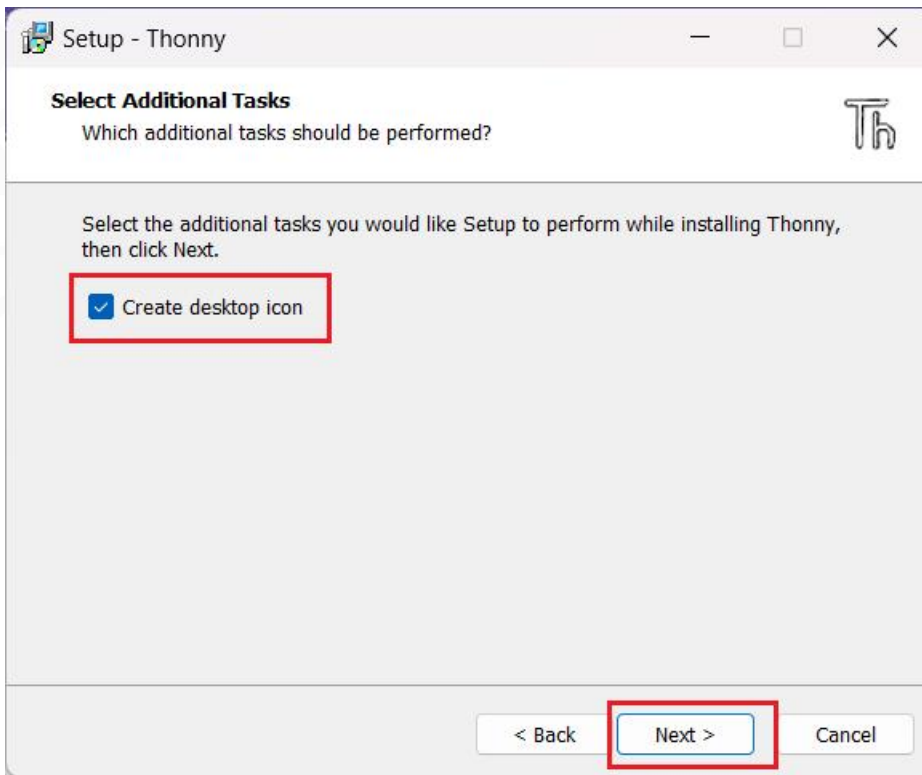 Setup - Thonny
Select Additional Tasks
Which additional tasks should be performed?
Th
Select the additional tasks you would like Setup to perform while installing Thonny,
then click Next.
Create desktop icon
< Back
Next >
Cancel